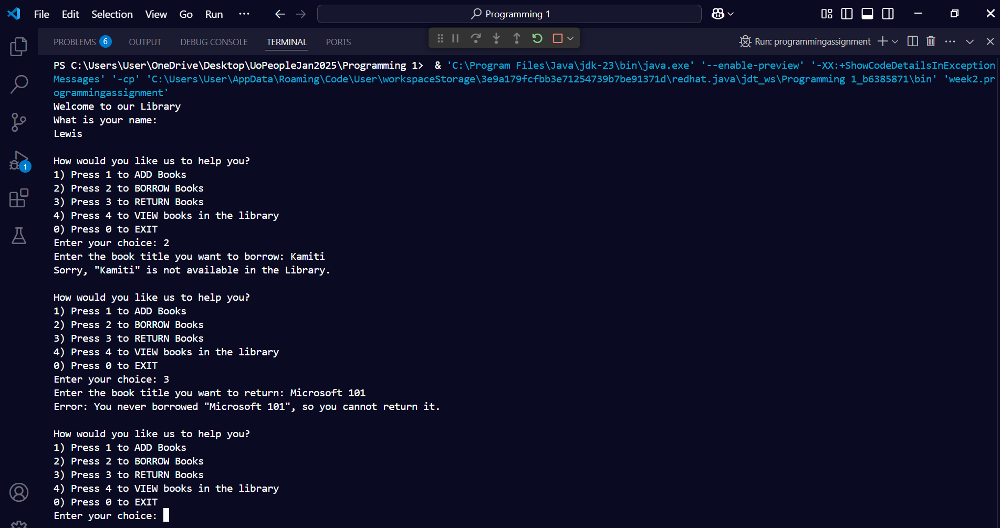 File Edit Selection View Go Run ··· Programming 1
PROBLEMS 6 OUTPUT DEBUG CONSOLE TERMINAL PORTS Run: programmingassignment
PS C:\Users\User\OneDrive\Desktop\UoPeopleJan2025\Programming 1>  & 'C:\Program Files\Java\jdk-23\bin\java.exe' '--enable-preview' '-XX:+ShowCodeDetailsInException
Messages' '-cp' 'C:\Users\User\AppData\Roaming\Code\User\workspaceStorage\3e9a179fcfbb3e71254739b7be91371d\redhat.java\jdt_ws\Programming 1_b6385871\bin' 'week2.pr
ogrammingassignment'
Welcome to our Library
What is your name:
Lewis
How would you like us to help you?
1) Press 1 to ADD Books
2) Press 2 to BORROW Books
3) Press 3 to RETURN Books
4) Press 4 to VIEW books in the library
0) Press 0 to EXIT
Enter your choice: 2
Enter the book title you want to borrow: Kamiti
Sorry, "Kamiti" is not available in the Library.
How would you like us to help you?
1) Press 1 to ADD Books
2) Press 2 to BORROW Books
3) Press 3 to RETURN Books
4) Press 4 to VIEW books in the library
0) Press 0 to EXIT
Enter your choice: 3
Enter the book title you want to return: Microsoft 101
Error: You never borrowed "Microsoft 101", so you cannot return it.
How would you like us to help you?
1) Press 1 to ADD Books
2) Press 2 to BORROW Books
3) Press 3 to RETURN Books
4) Press 4 to VIEW books in the library
0) Press 0 to EXIT
Enter your choice:
1